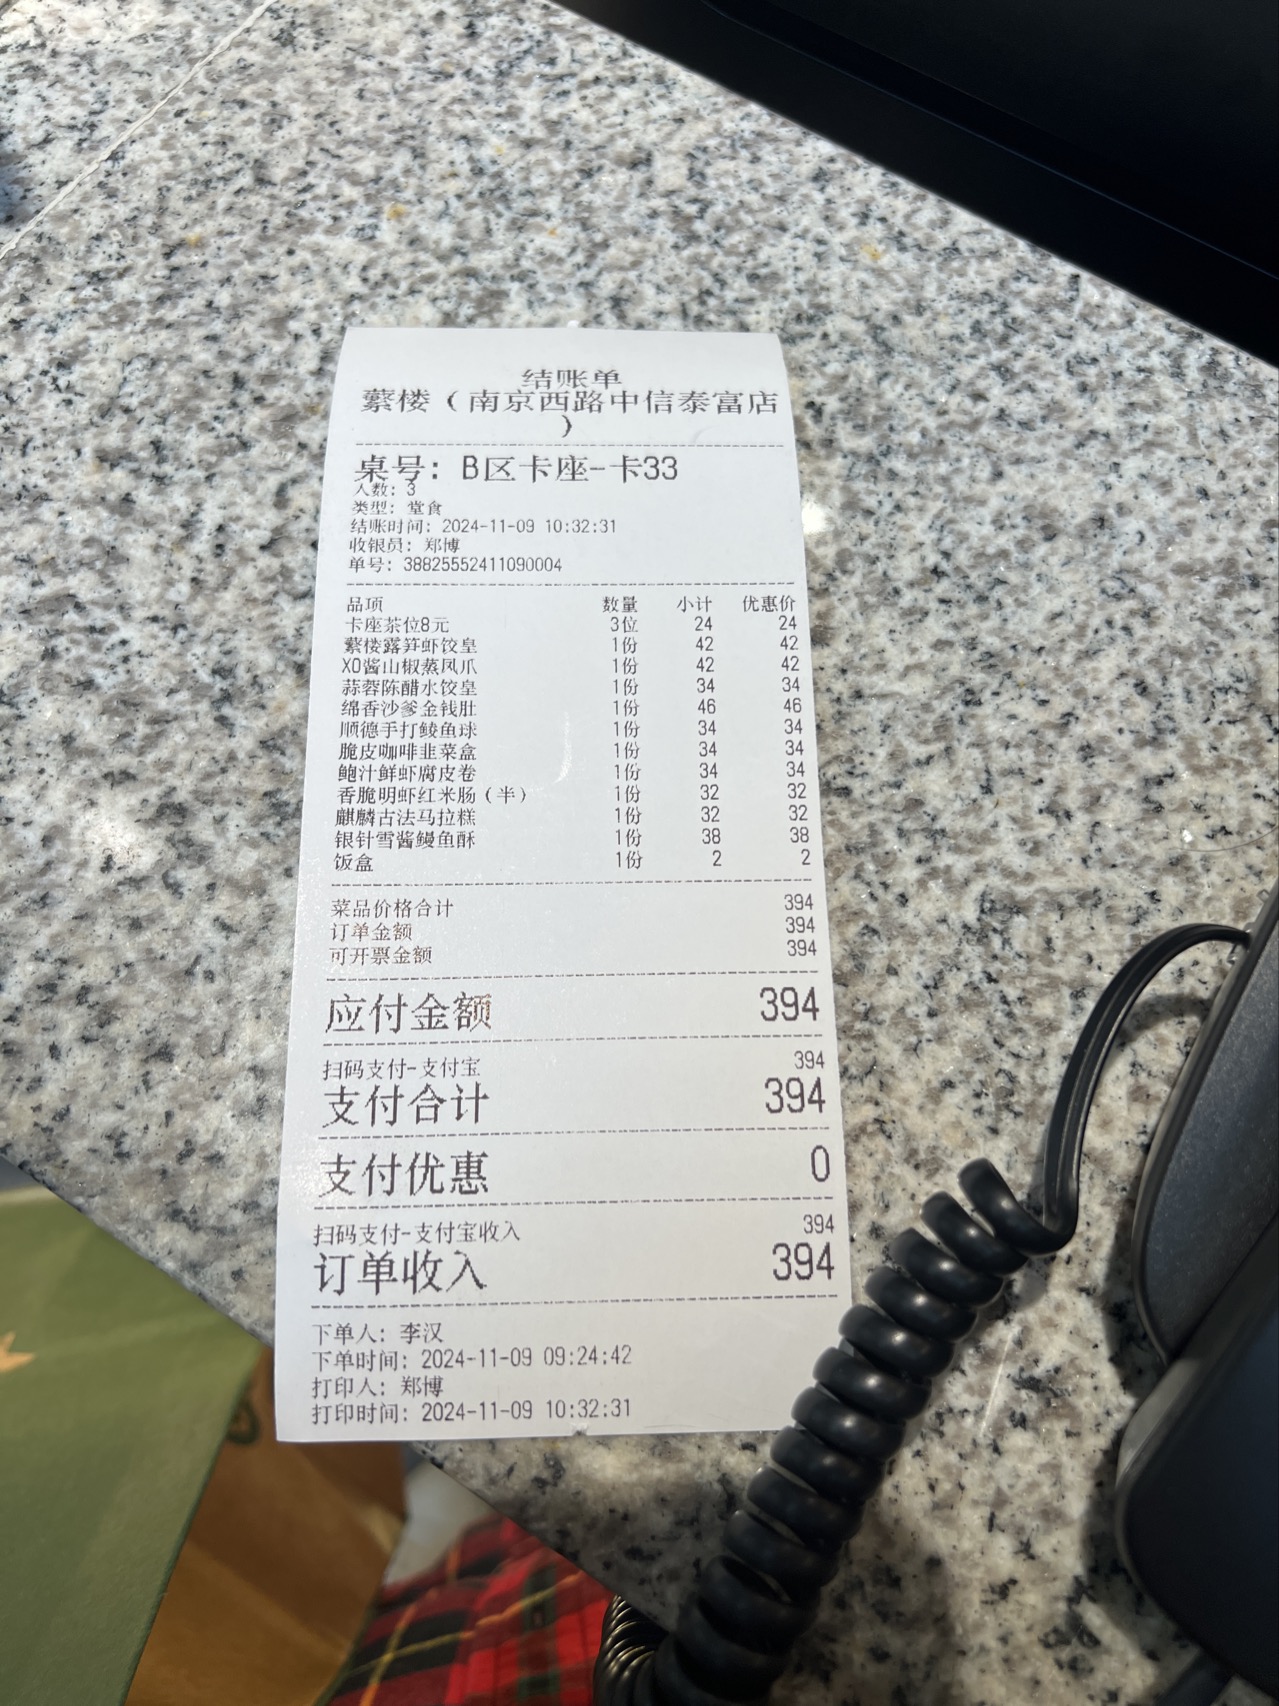 结账单
蘩楼（南京西路中信泰富店
）
桌号: B区卡座-卡33
人数: 3
类型: 堂食
结账时间: 2024-11-09 10:32:31
收银员: 郑博
单号: 38825552411090004
品项 数量 小计 优惠价
卡座茶位8元 3位 24 24
蘩楼露笋虾饺皇 1份 42 42
XO酱山椒蒸凤爪 1份 42 42
蒜蓉陈醋水饺皇 1份 34 34
绵香沙爹金钱肚 1份 46 46
顺德手打鲮鱼球 1份 34 34
脆皮咖啡韭菜盒 1份 34 34
鲍汁鲜虾腐皮卷 1份 34 34
香脆明虾红米肠（半） 1份 32 32
麒麟古法马拉糕 1份 32 32
银针雪酱鳗鱼酥 1份 38 38
饭盒 1份 2 2
菜品价格合计 394
订单金额 394
可开票金额 394
应付金额 394
扫码支付-支付宝 394
支付合计 394
支付优惠 0
扫码支付-支付宝收入 394
订单收入 394
下单人: 李汉
下单时间: 2024-11-09 09:24:42
打印人: 郑博
打印时间: 2024-11-09 10:32:31